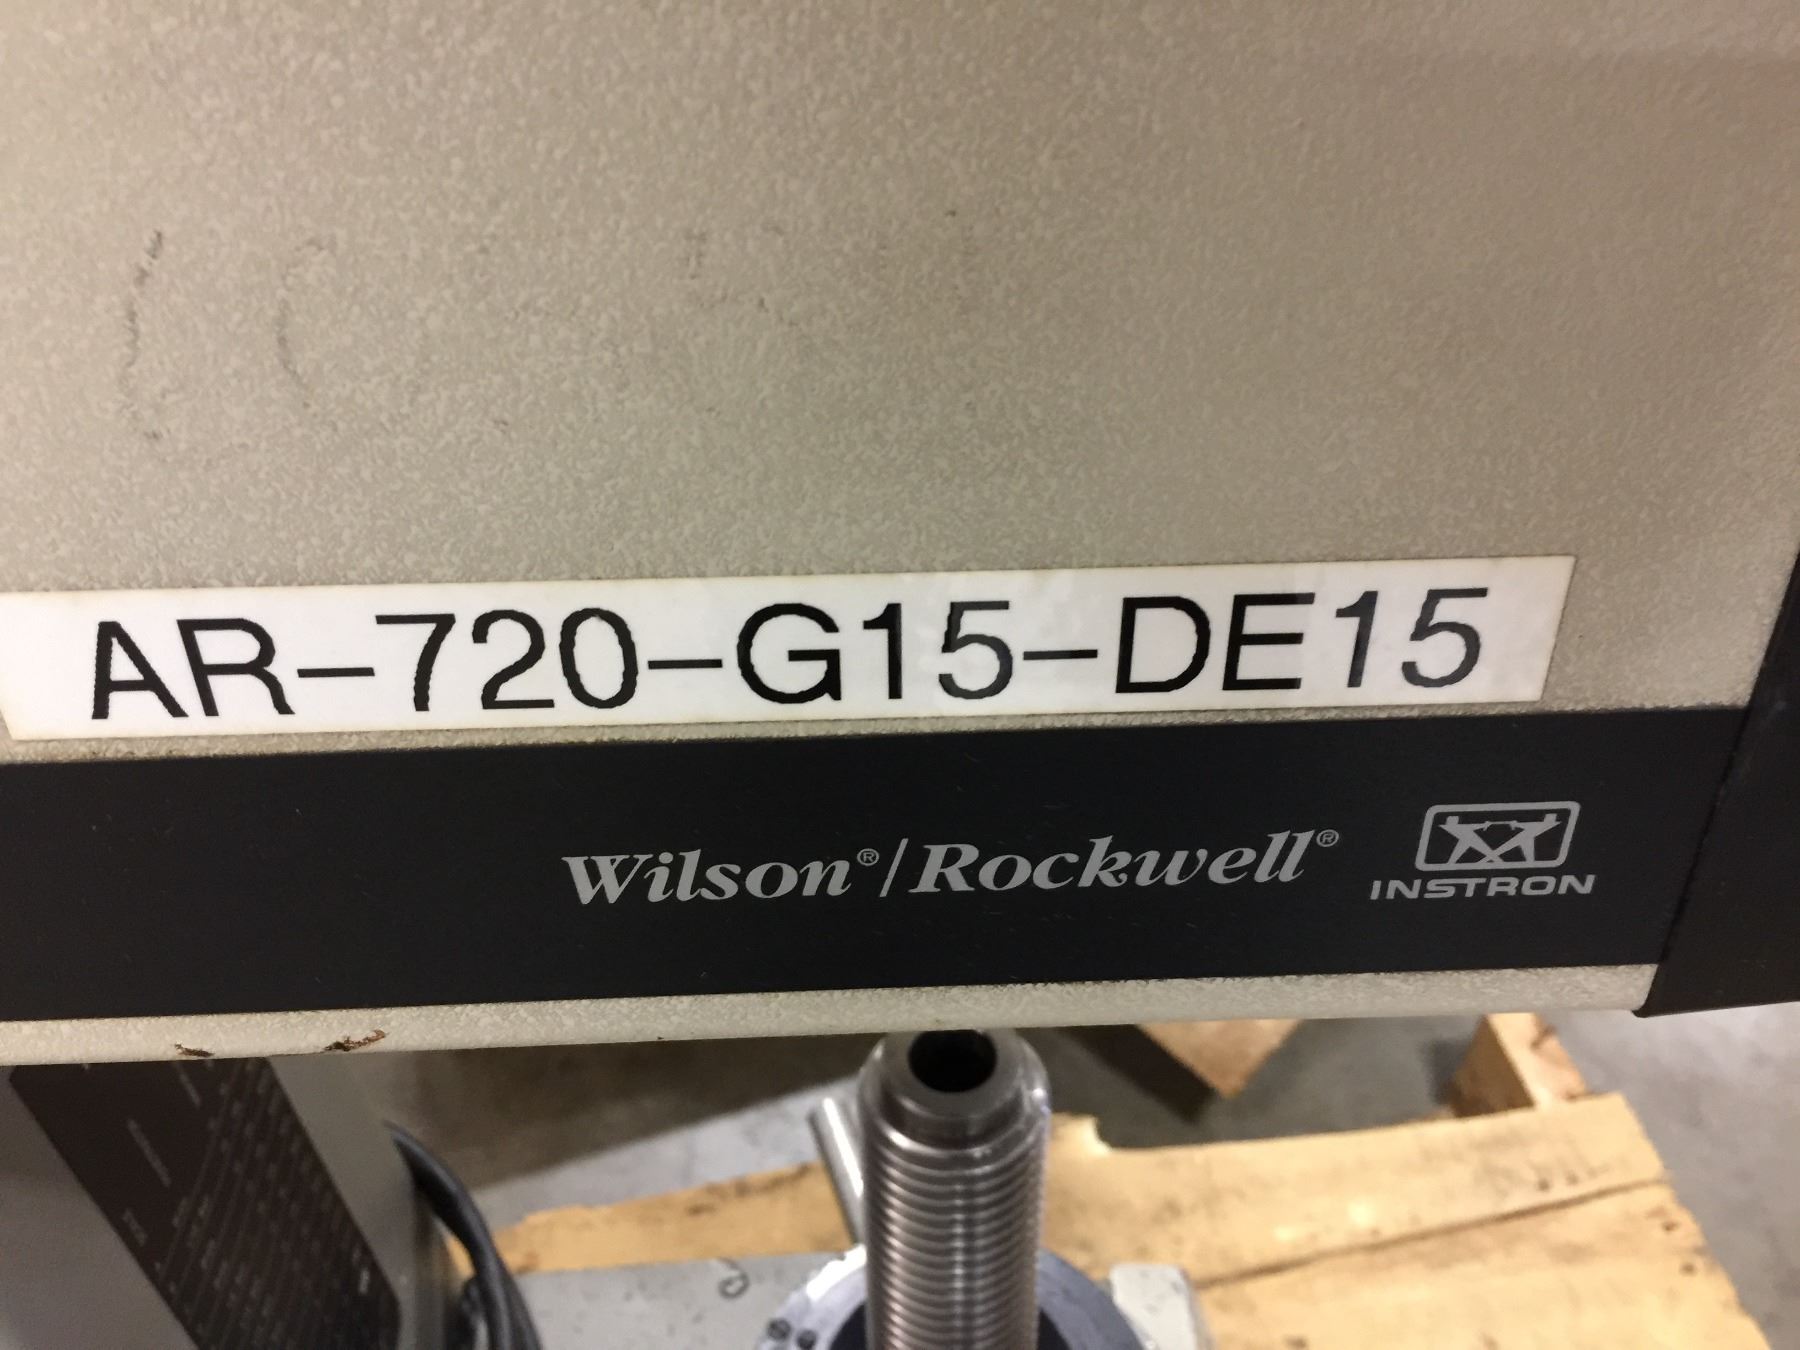 AR-720-G15-DE15
Wilson®/Rockwell®
INSTRON